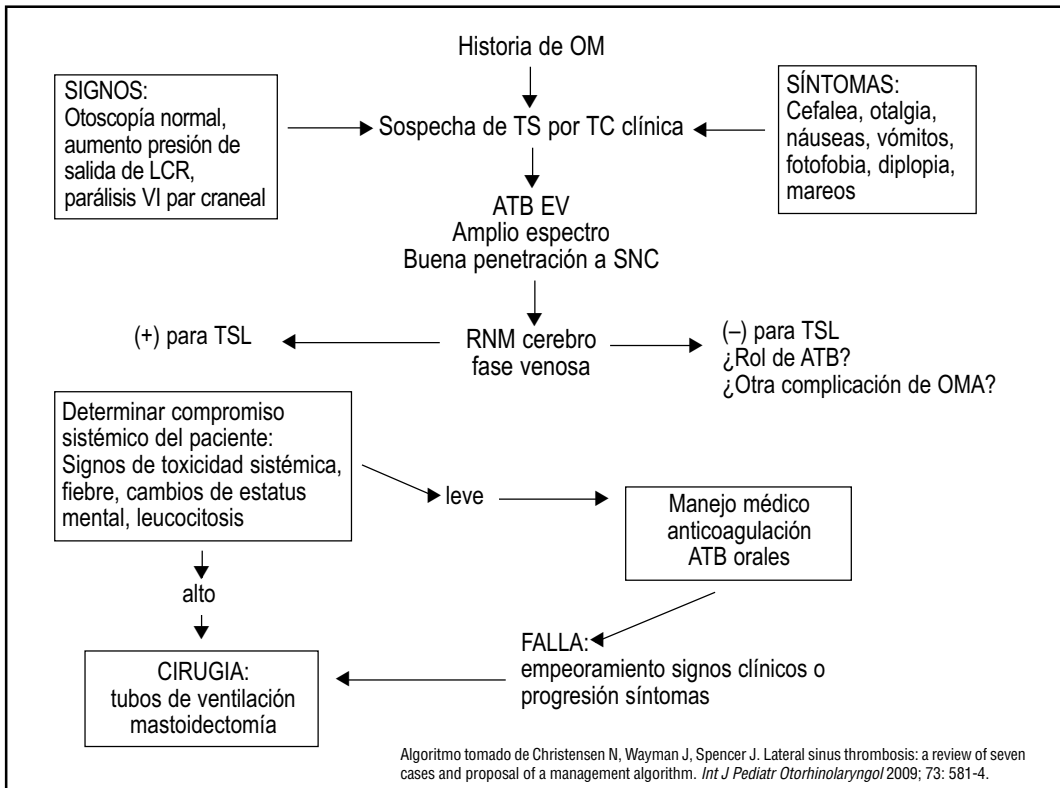 Historia de OM
SIGNOS:
Otoscopía normal,
aumento presión de
salida de LCR,
parálisis VI par craneal
Sospecha de TS por TC clínica
SÍNTOMAS:
Cefalea, otalgia,
náuseas, vómitos,
fotofobia, diplopia,
mareos
ATB EV
Amplio espectro
Buena penetración a SNC
(+) para TSL
RNM cerebro
fase venosa
(–) para TSL
¿Rol de ATB?
¿Otra complicación de OMA?
Determinar compromiso
sistémico del paciente:
Signos de toxicidad sistémica,
fiebre, cambios de estatus
mental, leucocitosis
leve
Manejo médico
anticoagulación
ATB orales
alto
FALLA:
empeoramiento signos clínicos o
progresión síntomas
CIRUGIA:
tubos de ventilación
mastoidectomía
Algoritmo tomado de Christensen N, Wayman J, Spencer J. Lateral sinus thrombosis: a review of seven
cases and proposal of a management algorithm. Int J Pediatr Otorhinolaryngol 2009; 73: 581-4.